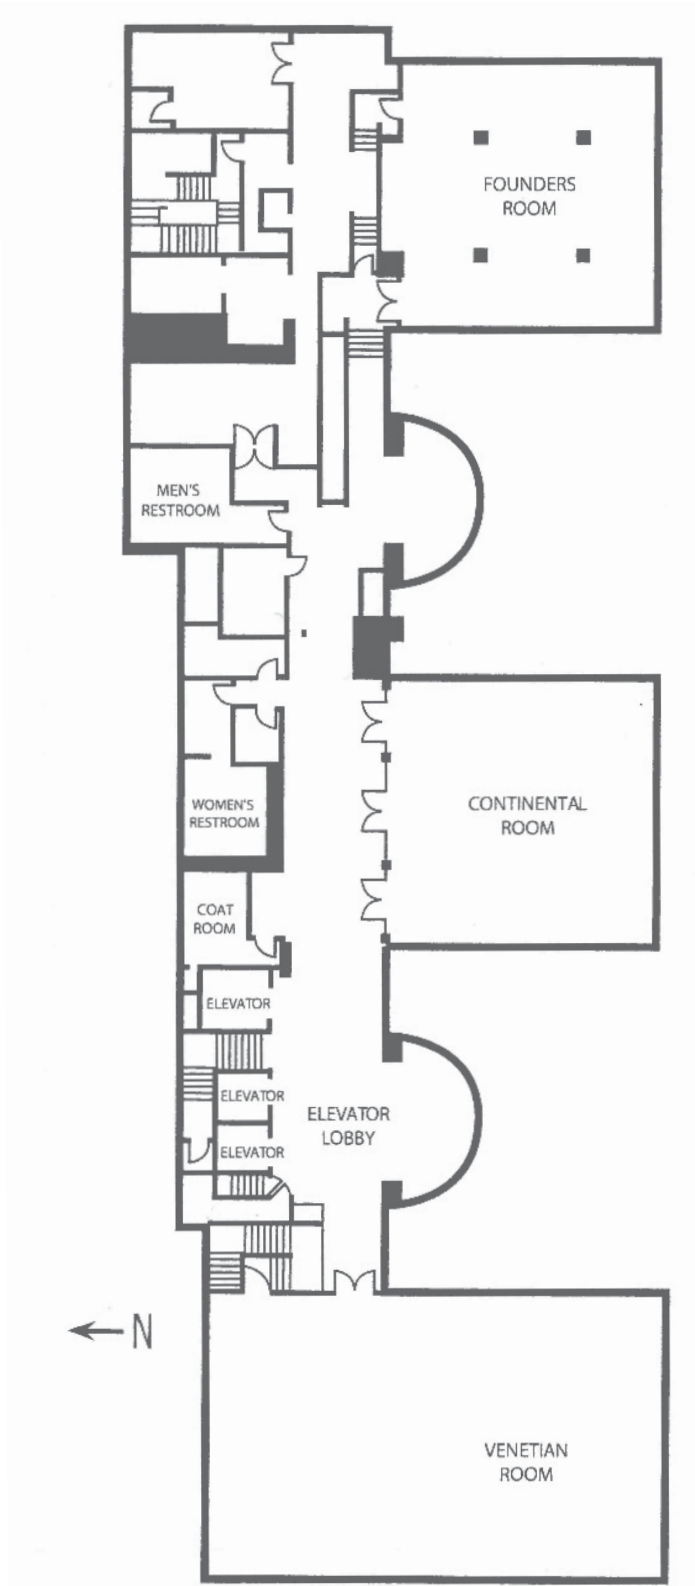 FOUNDERS
ROOM
MEN'S
RESTROOM
CONTINENTAL
ROOM
WOMEN'S
RESTROOM
COAT
ROOM
ELEVATOR
ELEVATOR
ELEVATOR
LOBBY
ELEVATOR
N
VENETIAN
ROOM